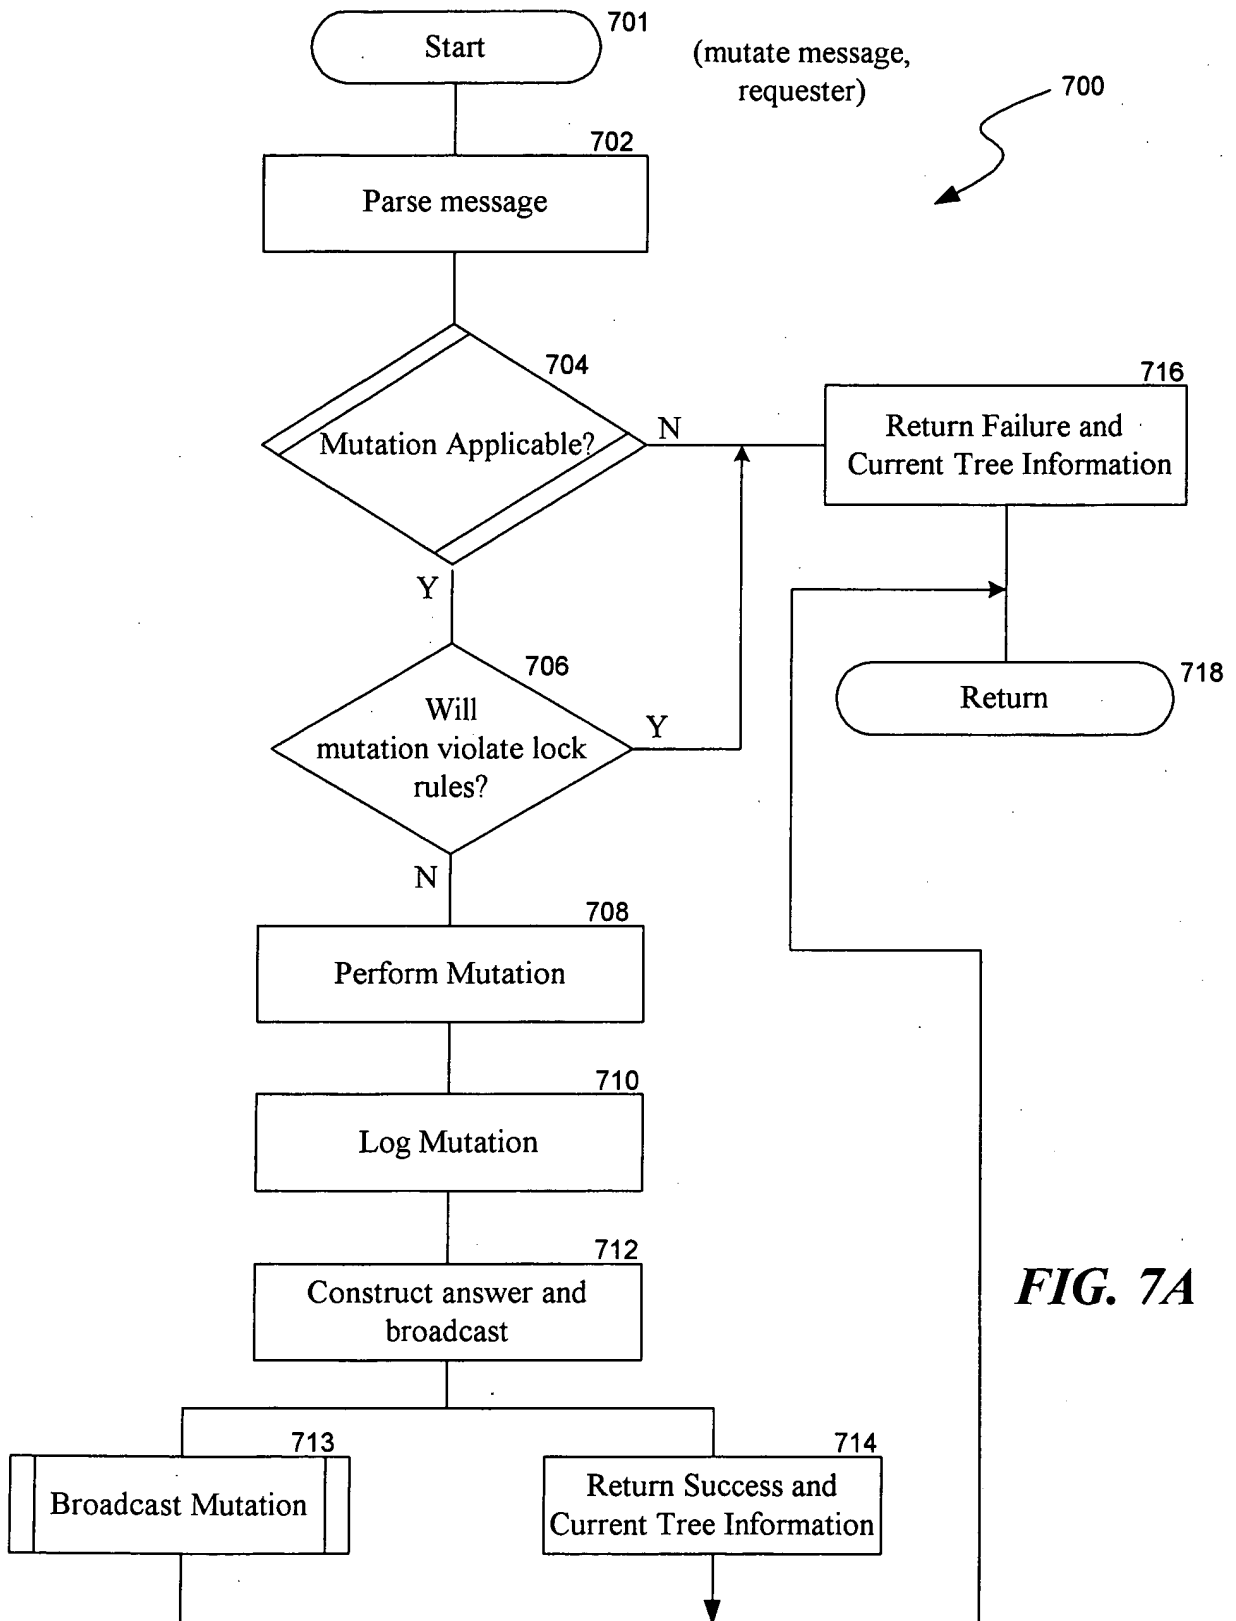 701
Start
(mutate message,
requester)
700
702
Parse message
704
Mutation Applicable?
N
Y
716
Return Failure and
Current Tree Information
706
Will
mutation violate lock
rules?
Y
N
718
Return
708
Perform Mutation
710
Log Mutation
712
Construct answer and
broadcast
FIG. 7A
713
Broadcast Mutation
714
Return Success and
Current Tree Information